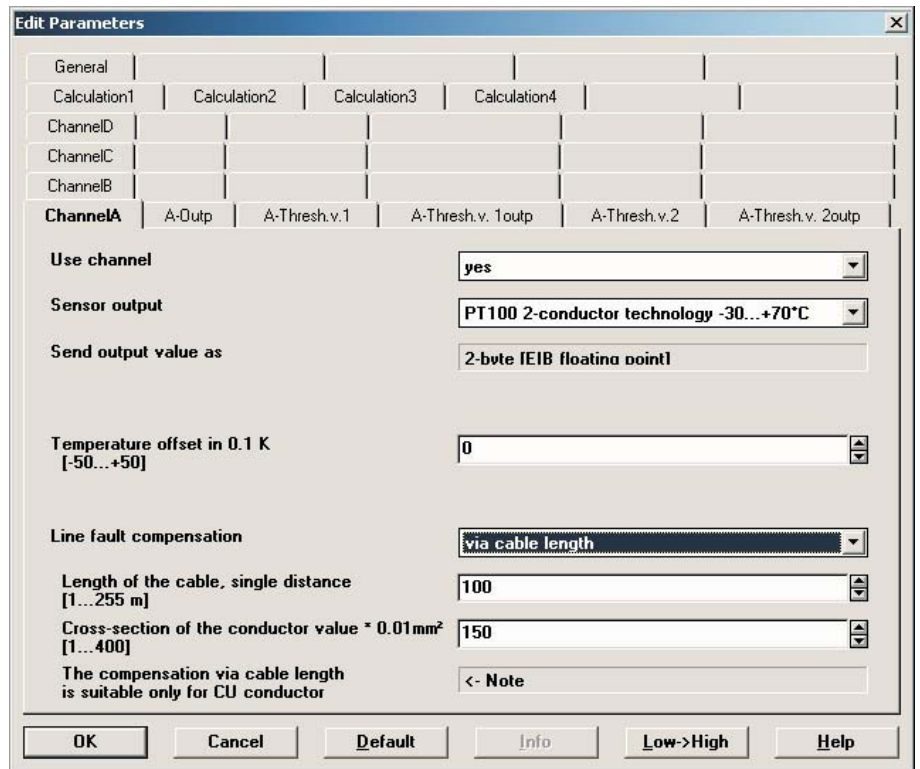 Edit Parameters
General
Calculation1 Calculation2 Calculation3 Calculation4
ChannelD
ChannelC
ChannelB
ChannelA A-Outp A-Thresh.v.1 A-Thresh.v. 1outp A-Thresh.v.2 A-Thresh.v. 2outp
Use channel yes
Sensor output PT100 2-conductor technology -30...+70°C
Send output value as 2-byte [EIB floating point]
Temperature offset in 0.1 K
[-50...+50] 0
Line fault compensation via cable length
Length of the cable, single distance
[1...255 m] 100
Cross-section of the conductor value * 0.01mm²
[1...400] 150
The compensation via cable length
is suitable only for CU conductor <- Note
OK Cancel Default Info Low->High Help